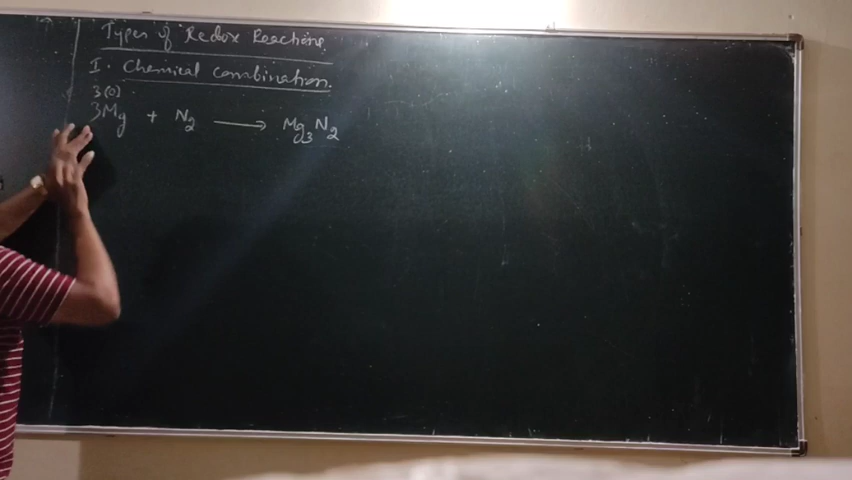 Types of Redox Reactions
I. Chemical combination.
3(0)
3Mg + N2 ⟶ Mg3N2